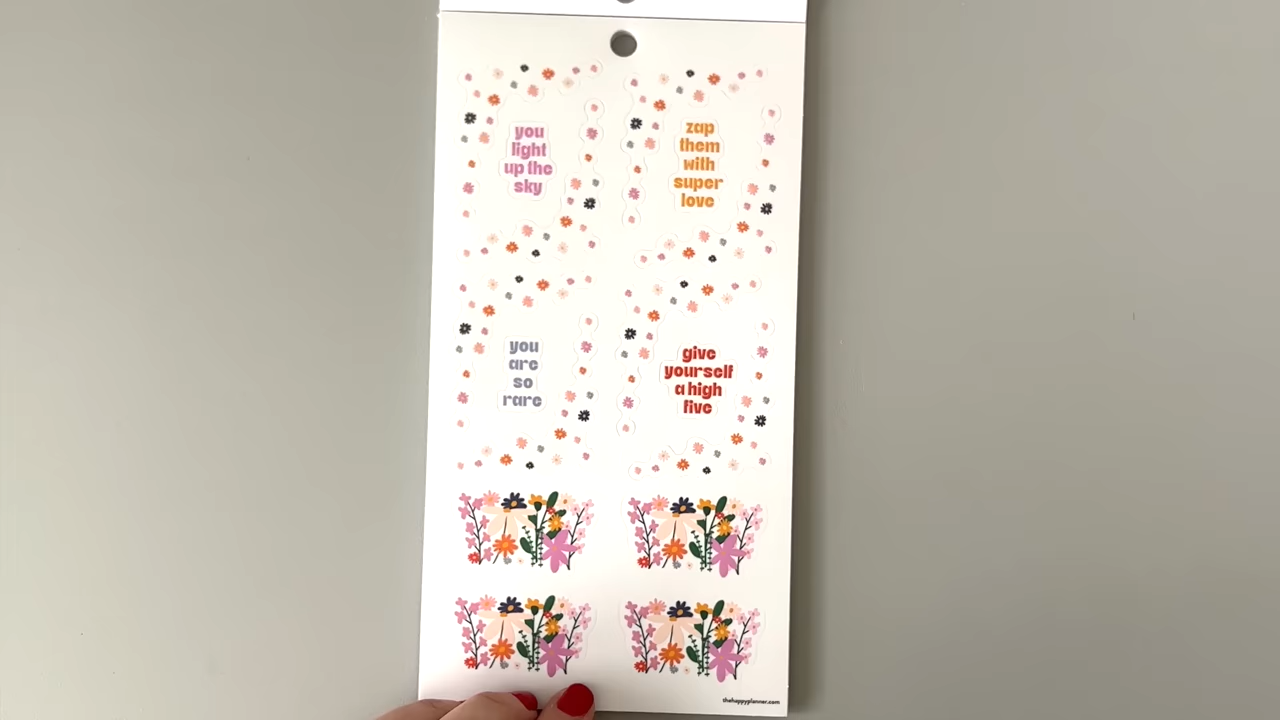 you
light
up the
sky
zap
them
with
super
love
you
are
so
rare
give
yourself
a high
five
thehappyplanner.com